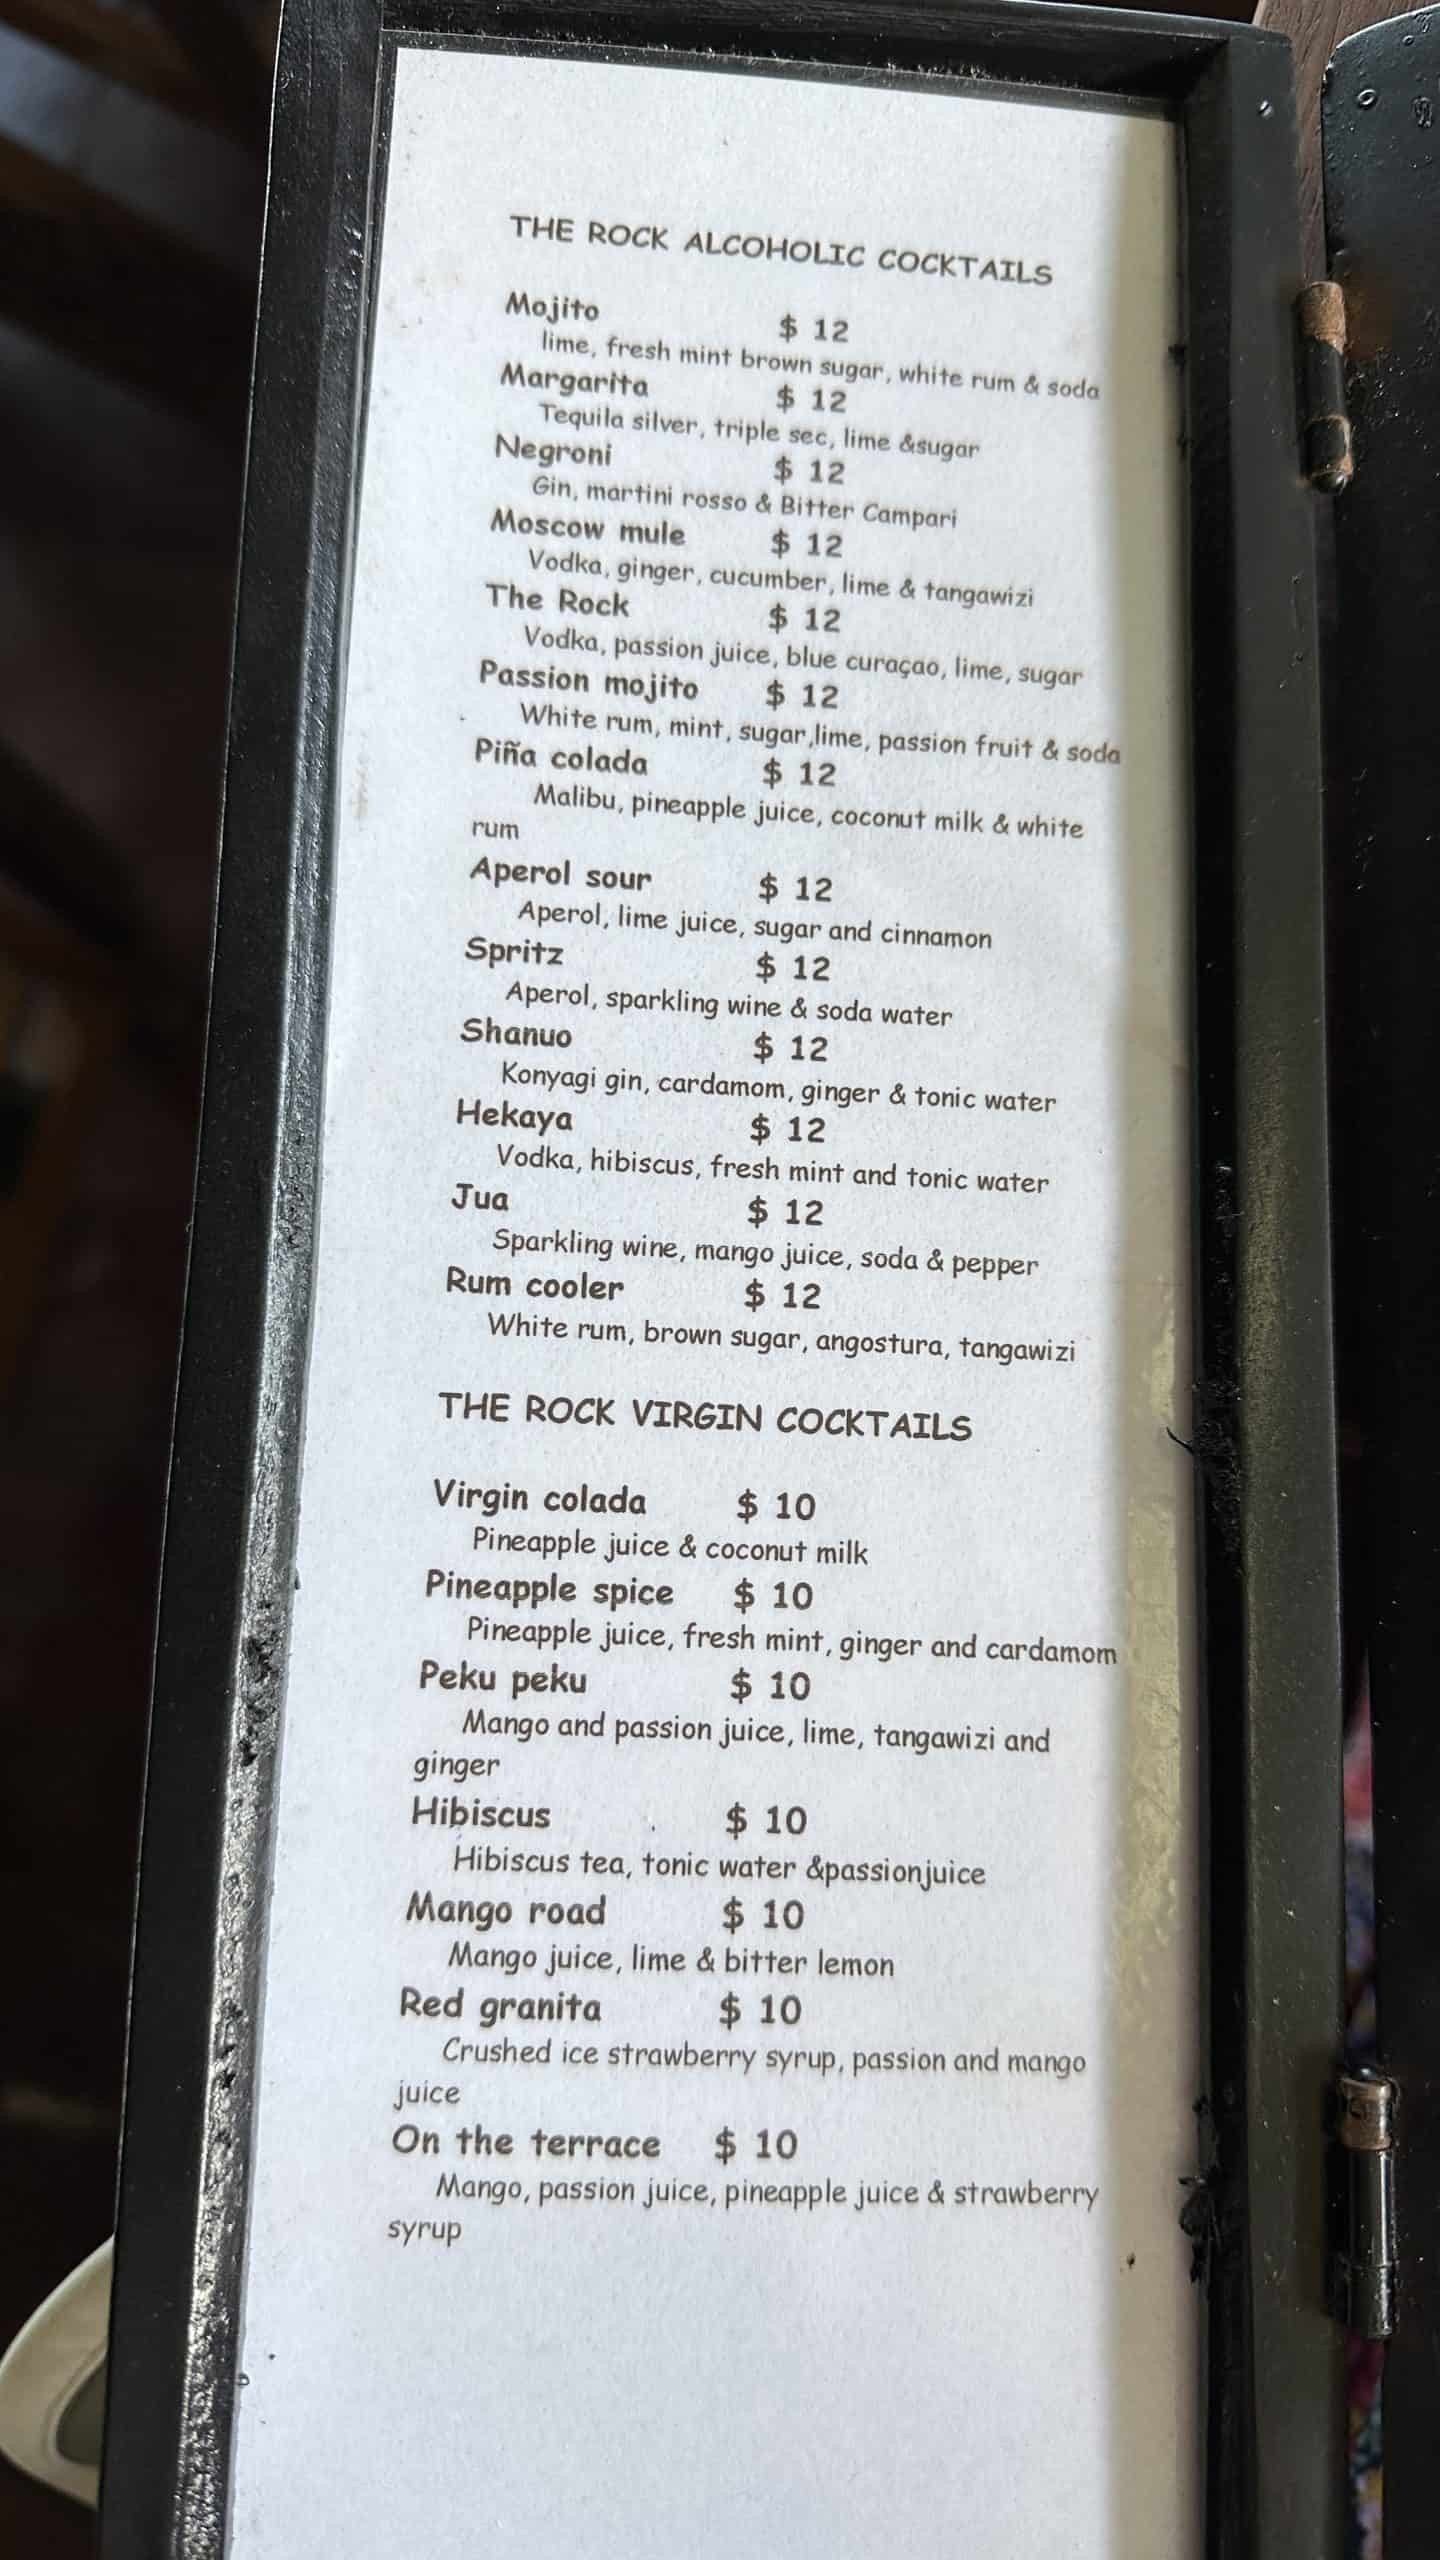 THE ROCK ALCOHOLIC COCKTAILS
Mojito $ 12
lime, fresh mint brown sugar, white rum & soda
Margarita $ 12
Tequila silver, triple sec, lime &sugar
Negroni $ 12
Gin, martini rosso & Bitter Campari
Moscow mule $ 12
Vodka, ginger, cucumber, lime & tangawizi
The Rock $ 12
Vodka, passion juice, blue curaçao, lime, sugar
Passion mojito $ 12
White rum, mint, sugar,lime, passion fruit & soda
Piña colada $ 12
Malibu, pineapple juice, coconut milk & white
rum
Aperol sour $ 12
Aperol, lime juice, sugar and cinnamon
Spritz $ 12
Aperol, sparkling wine & soda water
Shanuo $ 12
Konyagi gin, cardamom, ginger & tonic water
Hekaya $ 12
Vodka, hibiscus, fresh mint and tonic water
Jua $ 12
Sparkling wine, mango juice, soda & pepper
Rum cooler $ 12
White rum, brown sugar, angostura, tangawizi
THE ROCK VIRGIN COCKTAILS
Virgin colada $ 10
Pineapple juice & coconut milk
Pineapple spice $ 10
Pineapple juice, fresh mint, ginger and cardamom
Peku peku $ 10
Mango and passion juice, lime, tangawizi and
ginger
Hibiscus $ 10
Hibiscus tea, tonic water &passionjuice
Mango road $ 10
Mango juice, lime & bitter lemon
Red granita $ 10
Crushed ice strawberry syrup, passion and mango
juice
On the terrace $ 10
Mango, passion juice, pineapple juice & strawberry
syrup